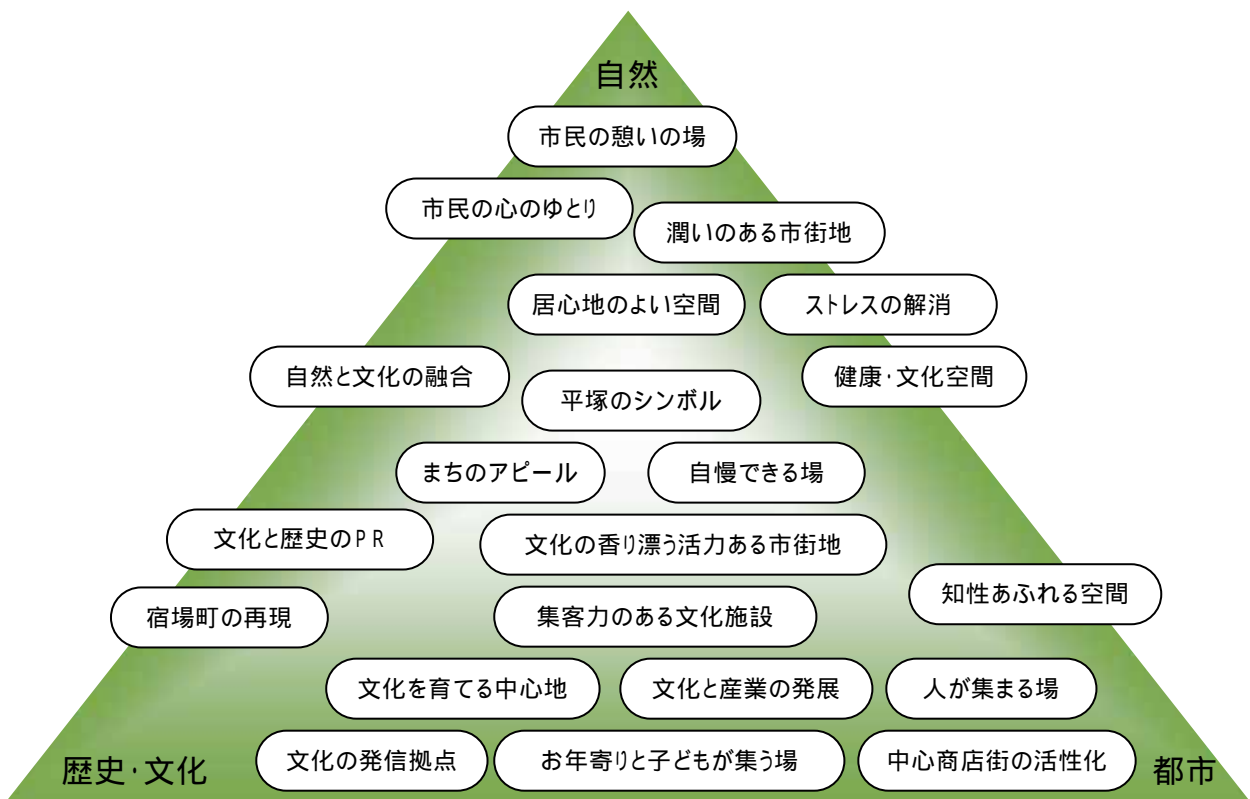 自然
市民の憩いの場
市民の心のゆとり
潤いのある市街地
居心地のよい空間
ストレスの解消
自然と文化の融合
平塚のシンボル
健康・文化空間
まちのアピール
自慢できる場
文化と歴史のPR
文化の香り漂う活力ある市街地
宿場町の再現
集客力のある文化施設
知性あふれる空間
文化を育てる中心地
文化と産業の発展
人が集まる場
歴史・文化
文化の発信拠点
お年寄りと子どもが集う場
中心商店街の活性化
都市